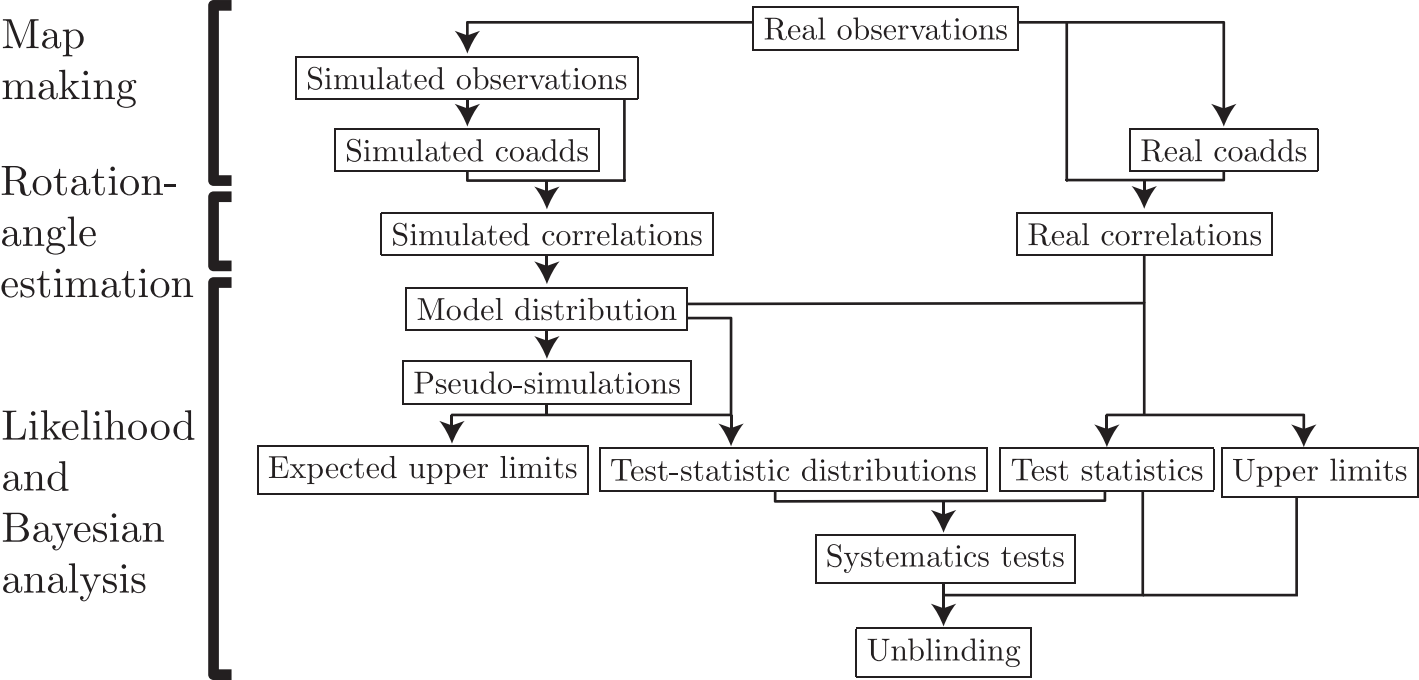 Map
making
Rotation-
angle
estimation
Likelihood
and
Bayesian
analysis
Real observations
Simulated observations
Simulated coadds
Real coadds
Simulated correlations
Real correlations
Model distribution
Pseudo-simulations
Expected upper limits
Test-statistic distributions
Test statistics
Upper limits
Systematics tests
Unblinding